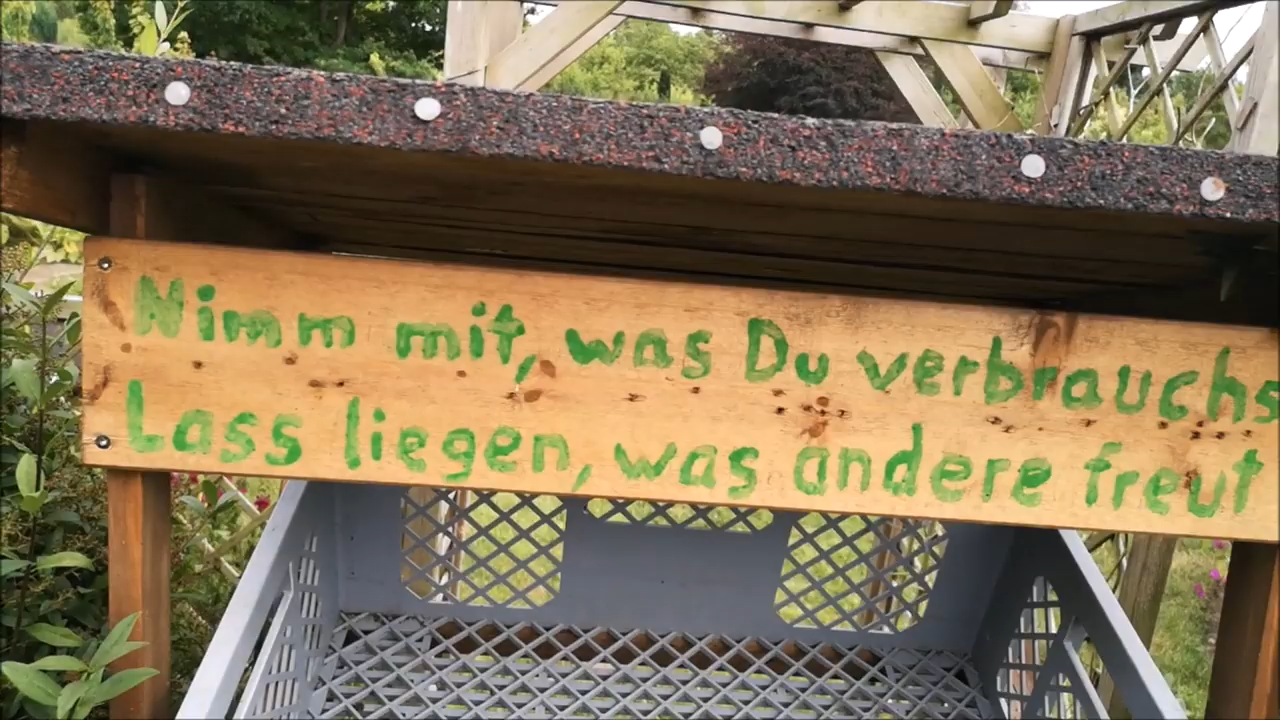 Nimm mit, was Du verbrauchs
Lass liegen, was andere freut